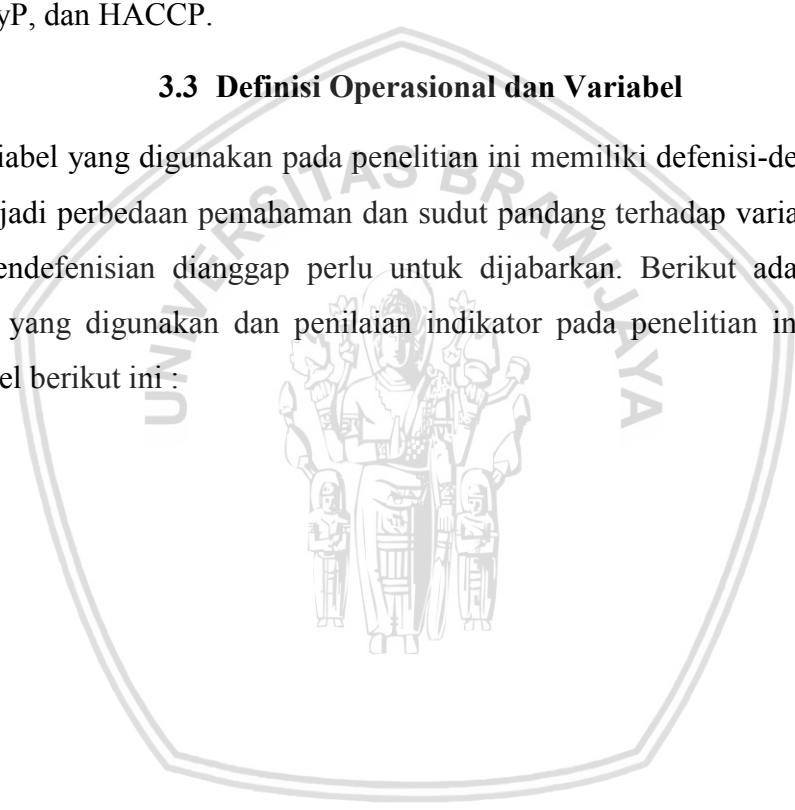 yP, dan HACCP.
3.3 Definisi Operasional dan Variabel
iabel yang digunakan pada penelitian ini memiliki defenisi-de
jadi perbedaan pemahaman dan sudut pandang terhadap varia
endefenisian dianggap perlu untuk dijabarkan. Berikut ada
yang digunakan dan penilaian indikator pada penelitian in
el berikut ini :
UNIVERSITAS BRAWIJAYA